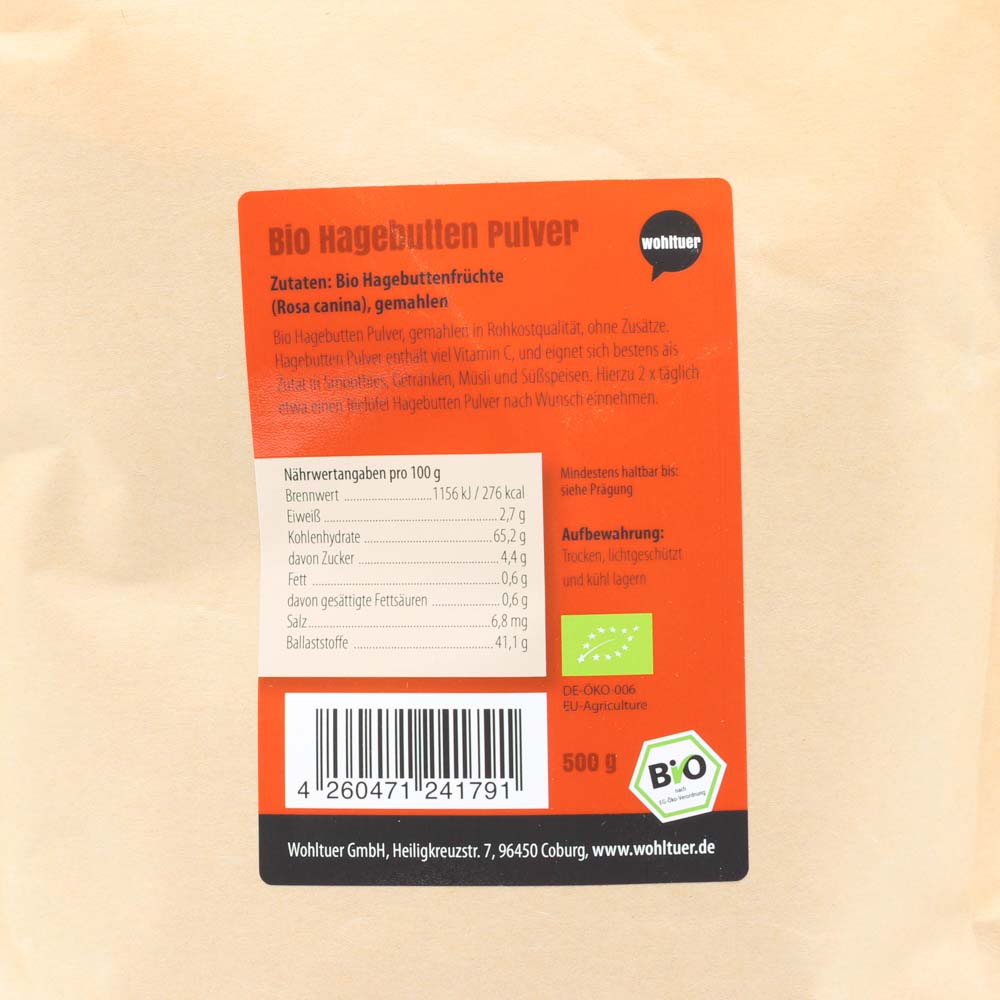 Bio Hagebutten Pulver
wohltuer
Zutaten: Bio Hagebuttenfrüchte
(Rosa canina), gemahlen
Bio Hagebutten Pulver, gemahlen in Rohkostqualität, ohne Zusätze.
Hagebutten Pulver enthält viel Vitamin C, und eignet sich bestens als
Zutat in Smoothies, Getränken, Müsli und Süßspeisen. Hierzu 2 x täglich
etwa einen Teelöfel Hagebutten Pulver nach Wunsch einnehmen.
Nährwertangaben pro 100 g
Brennwert ........................1156 kJ / 276 kcal
Eiweiß ................................................2,7 g
Kohlenhydrate ....................................65,2 g
davon Zucker ......................................4,4 g
Fett ....................................................0,6 g
davon gesättigte Fettsäuren ..................0,6 g
Salz.................................................6,8 mg
Ballaststoffe ......................................41,1 g
Mindestens haltbar bis:
siehe Prägung
Aufbewahrung:
Trocken, lichtgeschützt
und kühl lagern
DE-ÖKO-006
EU-Agriculture
500 g
Bio
nach
EG-Öko-Verordnung
4 260471 241791
Wohltuer GmbH, Heiligkreuzstr. 7, 96450 Coburg, www.wohltuer.de